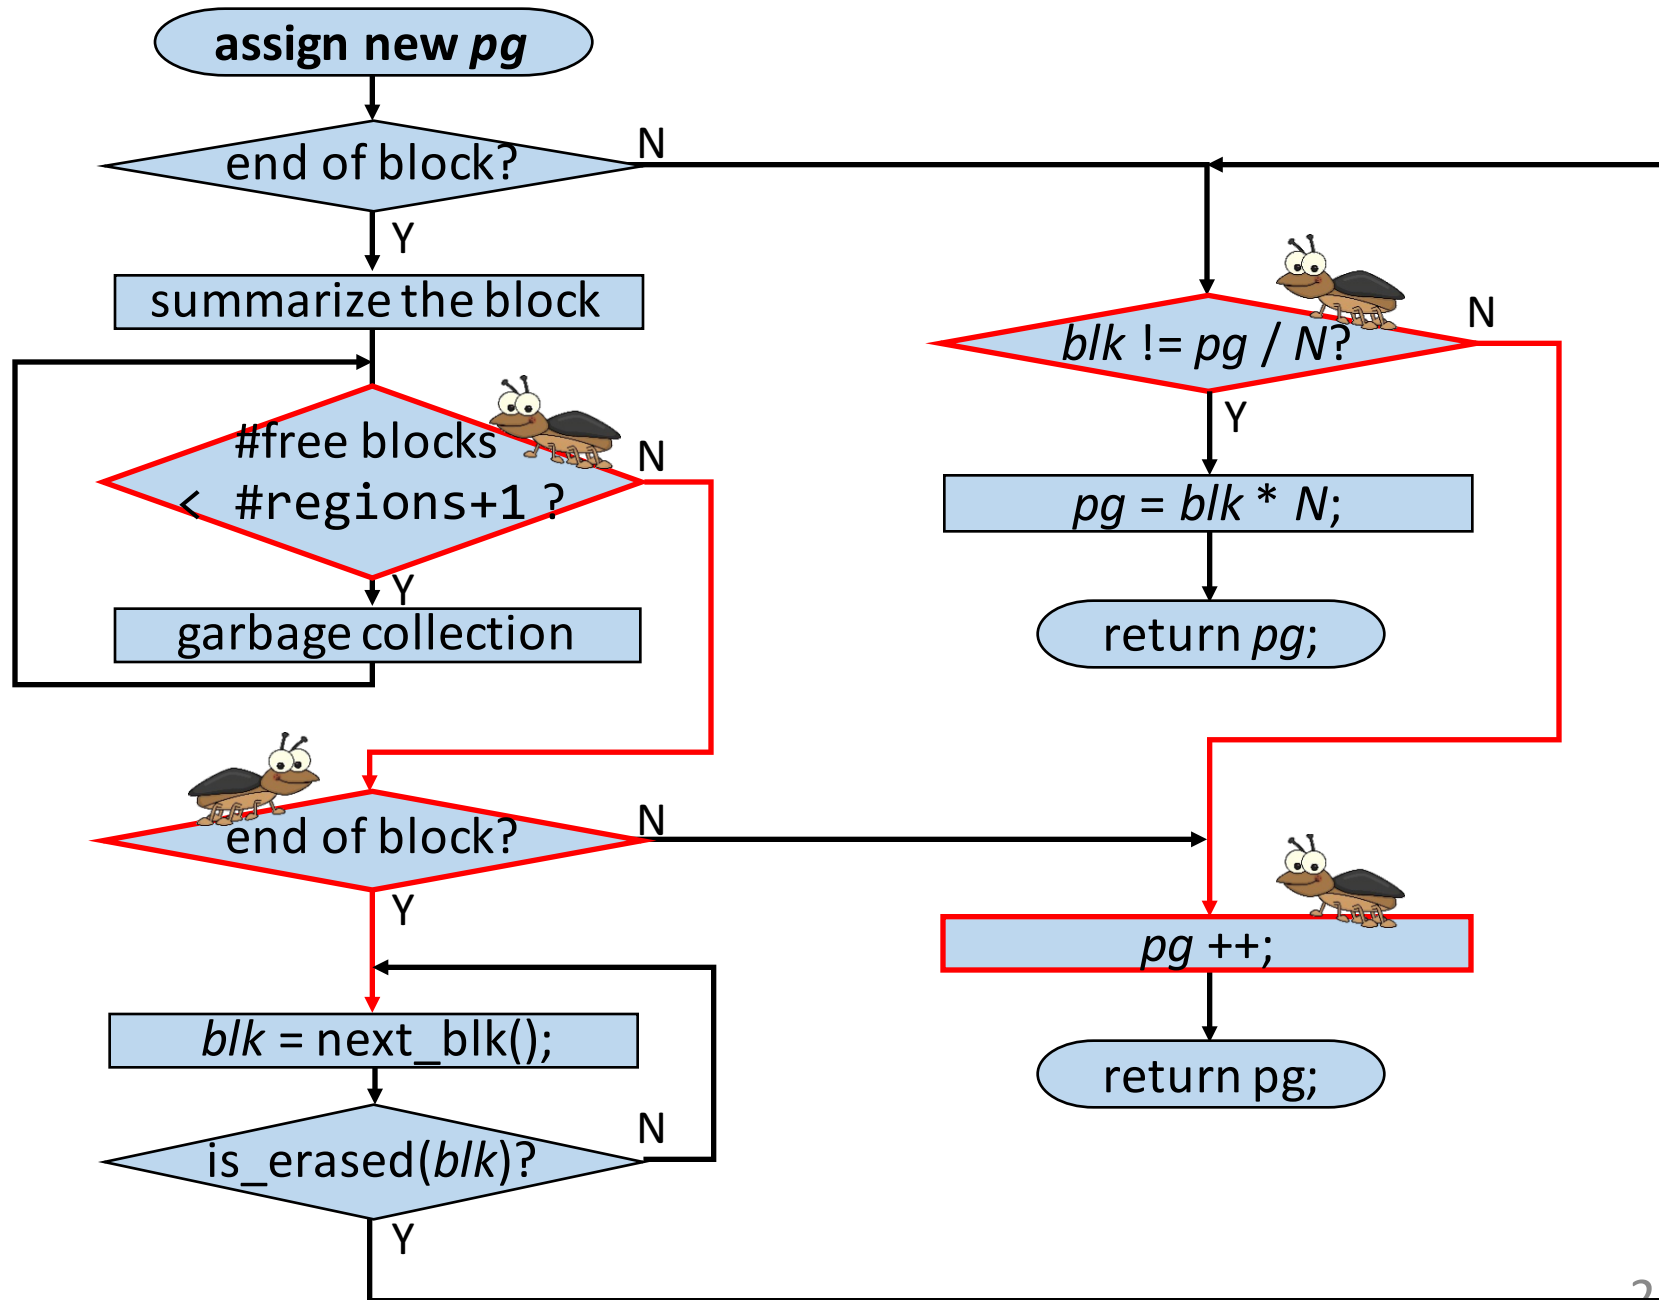 assign new pg
end of block?
N
Y
summarize the block
#free blocks
< #regions+1 ?
N
Y
garbage collection
end of block?
N
Y
blk = next_blk();
is_erased(blk)?
N
Y
blk != pg / N?
N
Y
pg = blk * N;
return pg;
pg ++;
return pg;
2